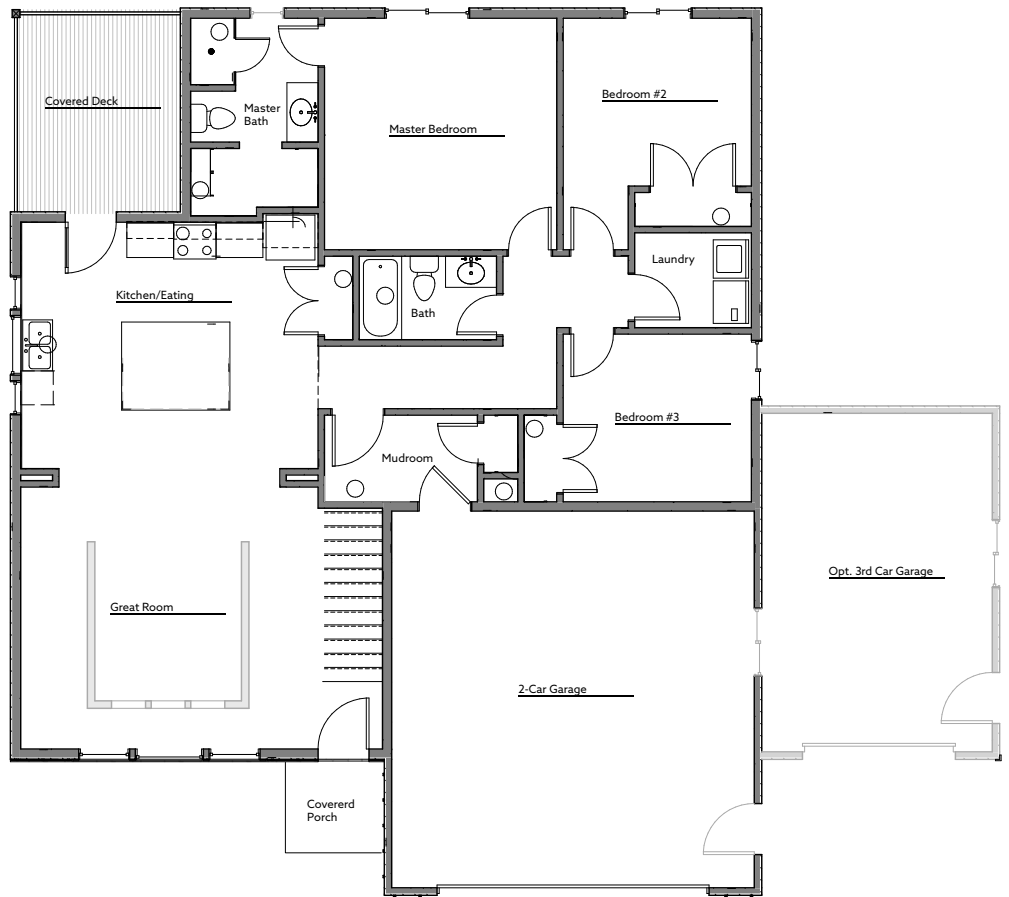 Covered Deck
Master
Bath
Master Bedroom
Bedroom #2
Laundry
Kitchen/Eating
Bath
Bedroom #3
Mudroom
Opt. 3rd Car Garage
Great Room
2-Car Garage
Covererd
Porch